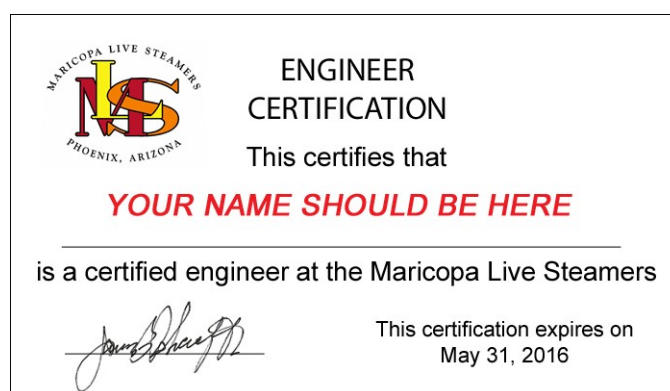 MARICOPA LIVE STEAMERS
MLS
PHOENIX, ARIZONA
ENGINEER
CERTIFICATION
This certifies that
YOUR NAME SHOULD BE HERE
is a certified engineer at the Maricopa Live Steamers
This certification expires on
May 31, 2016